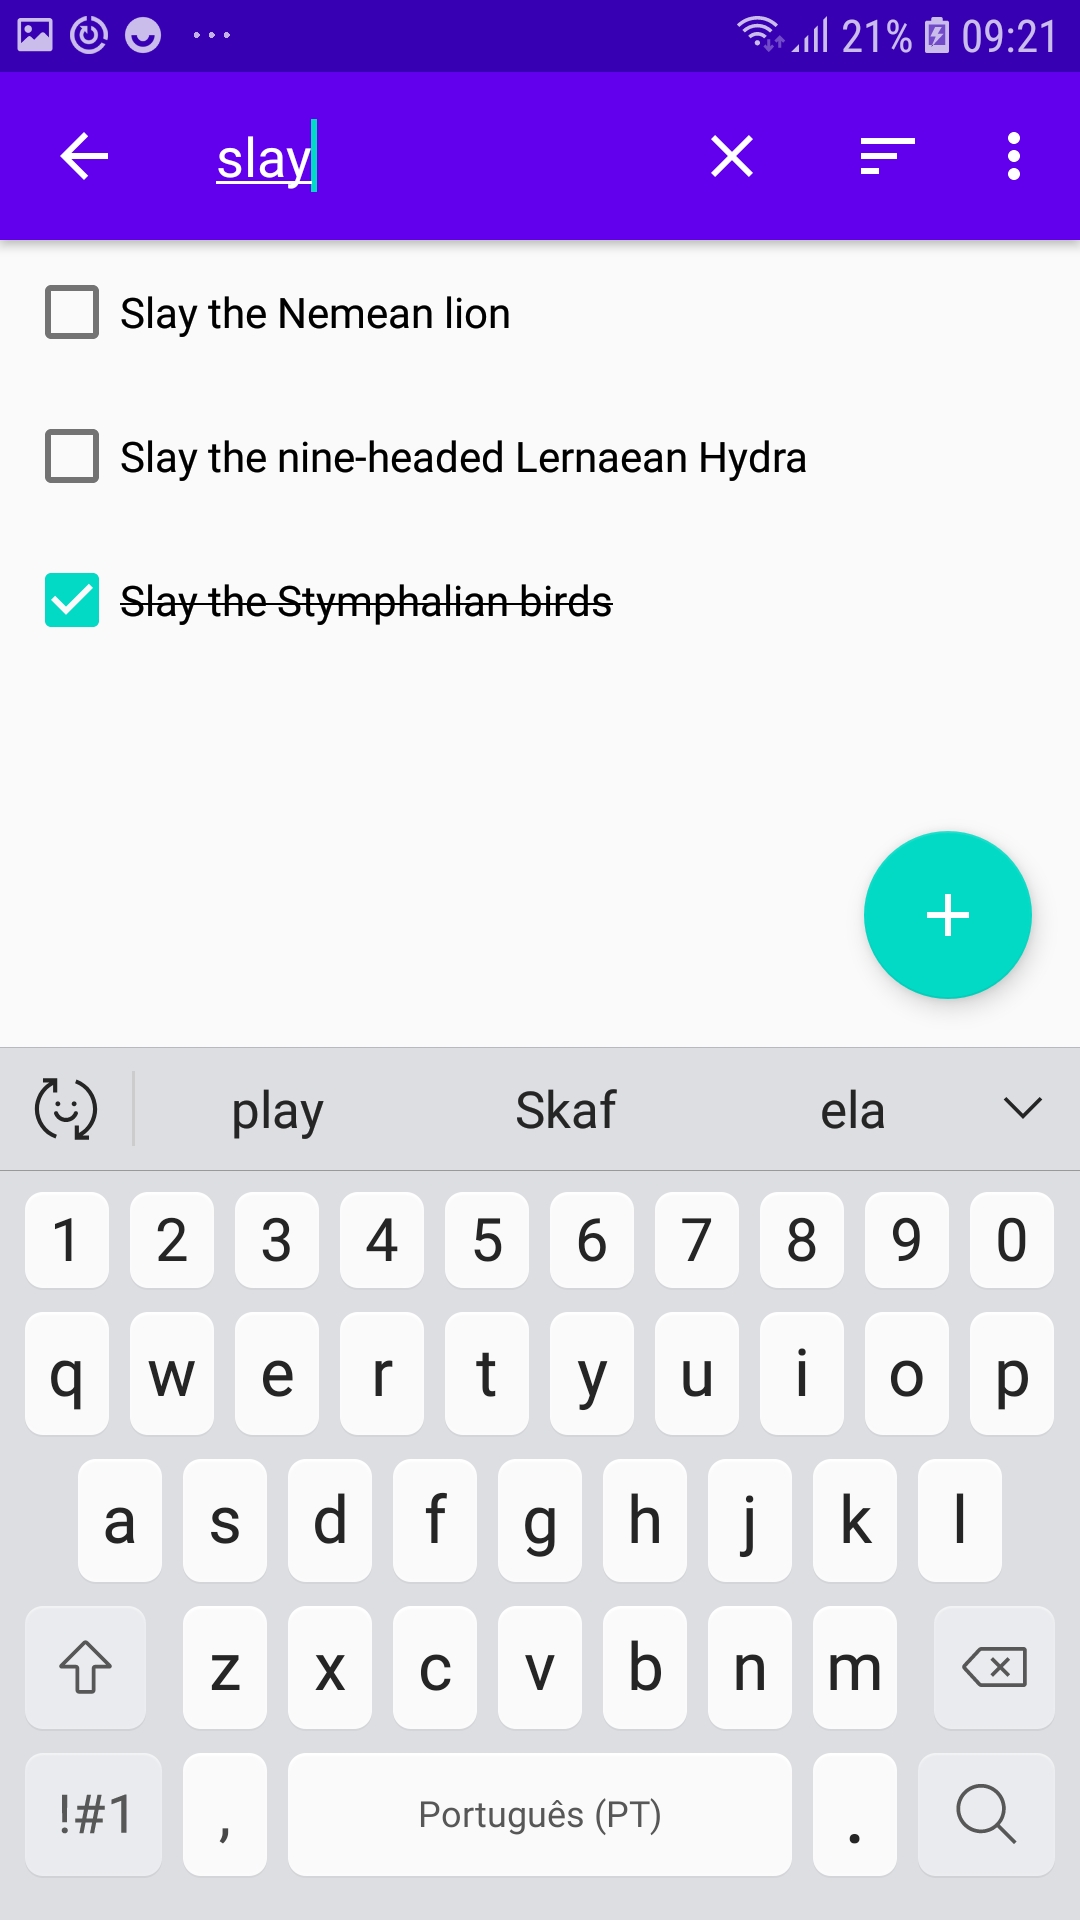 21% 09:21
slay
Slay the Nemean lion
Slay the nine-headed Lernaean Hydra
Slay the Stymphalian birds
play Skaf ela
1 2 3 4 5 6 7 8 9 0
q w e r t y u i o p
a s d f g h j k l
z x c v b n m
!#1 , Português (PT) .